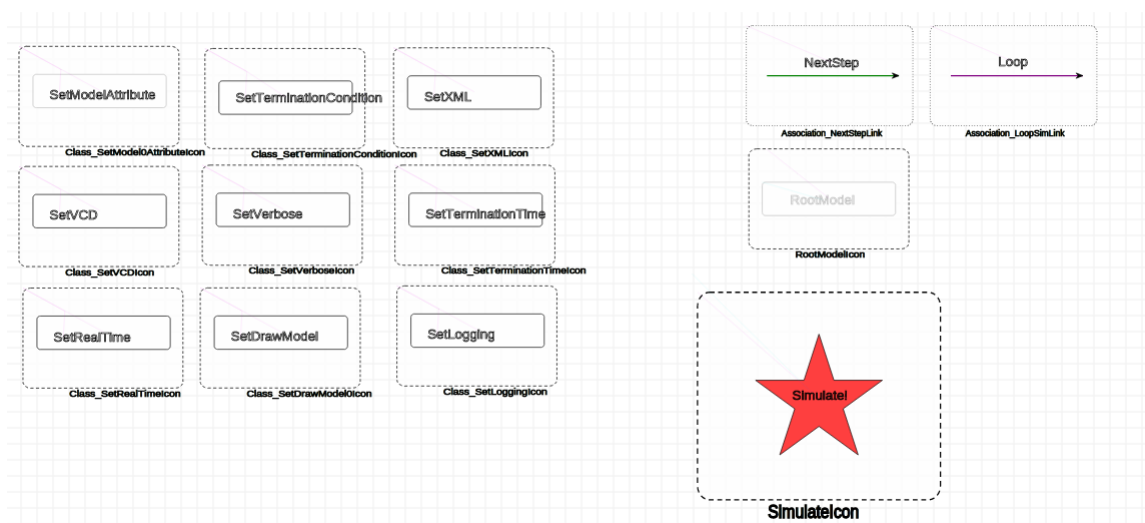 SetModelAttribute
Class_SetModel0AttributeIcon
SetTerminationCondition
Class_SetTerminationConditionIcon
SetXML
Class_SetXMLIcon
SetVCD
Class_SetVCDIcon
SetVerbose
Class_SetVerboseIcon
SetTerminationTime
Class_SetTerminationTimeIcon
SetRealTime
Class_SetRealTimeIcon
SetDrawModel
Class_SetDrawModel0Icon
SetLogging
Class_SetLoggingIcon
NextStep
Association_NextStepLink
Loop
Association_LoopSimLink
RootModel
RootModelIcon
Simulate!
SimulateIcon